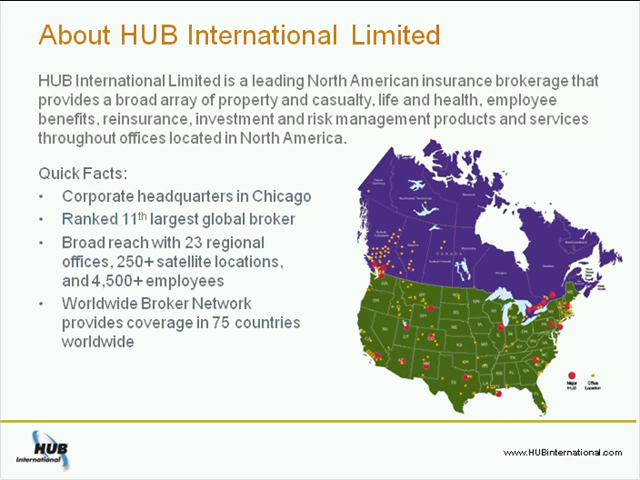 About HUB International Limited
HUB International Limited is a leading North American insurance brokerage that
provides a broad array of property and casualty, life and health, employee
benefits, reinsurance, investment and risk management products and services
throughout offices located in North America.
Quick Facts:
• Corporate headquarters in Chicago
• Ranked 11th largest global broker
• Broad reach with 23 regional
offices, 250+ satellite locations,
and 4,500+ employees
• Worldwide Broker Network
provides coverage in 75 countries
worldwide
CANADA
Major
HUB
Office
Location
HUB
International
www.HUBinternational.com